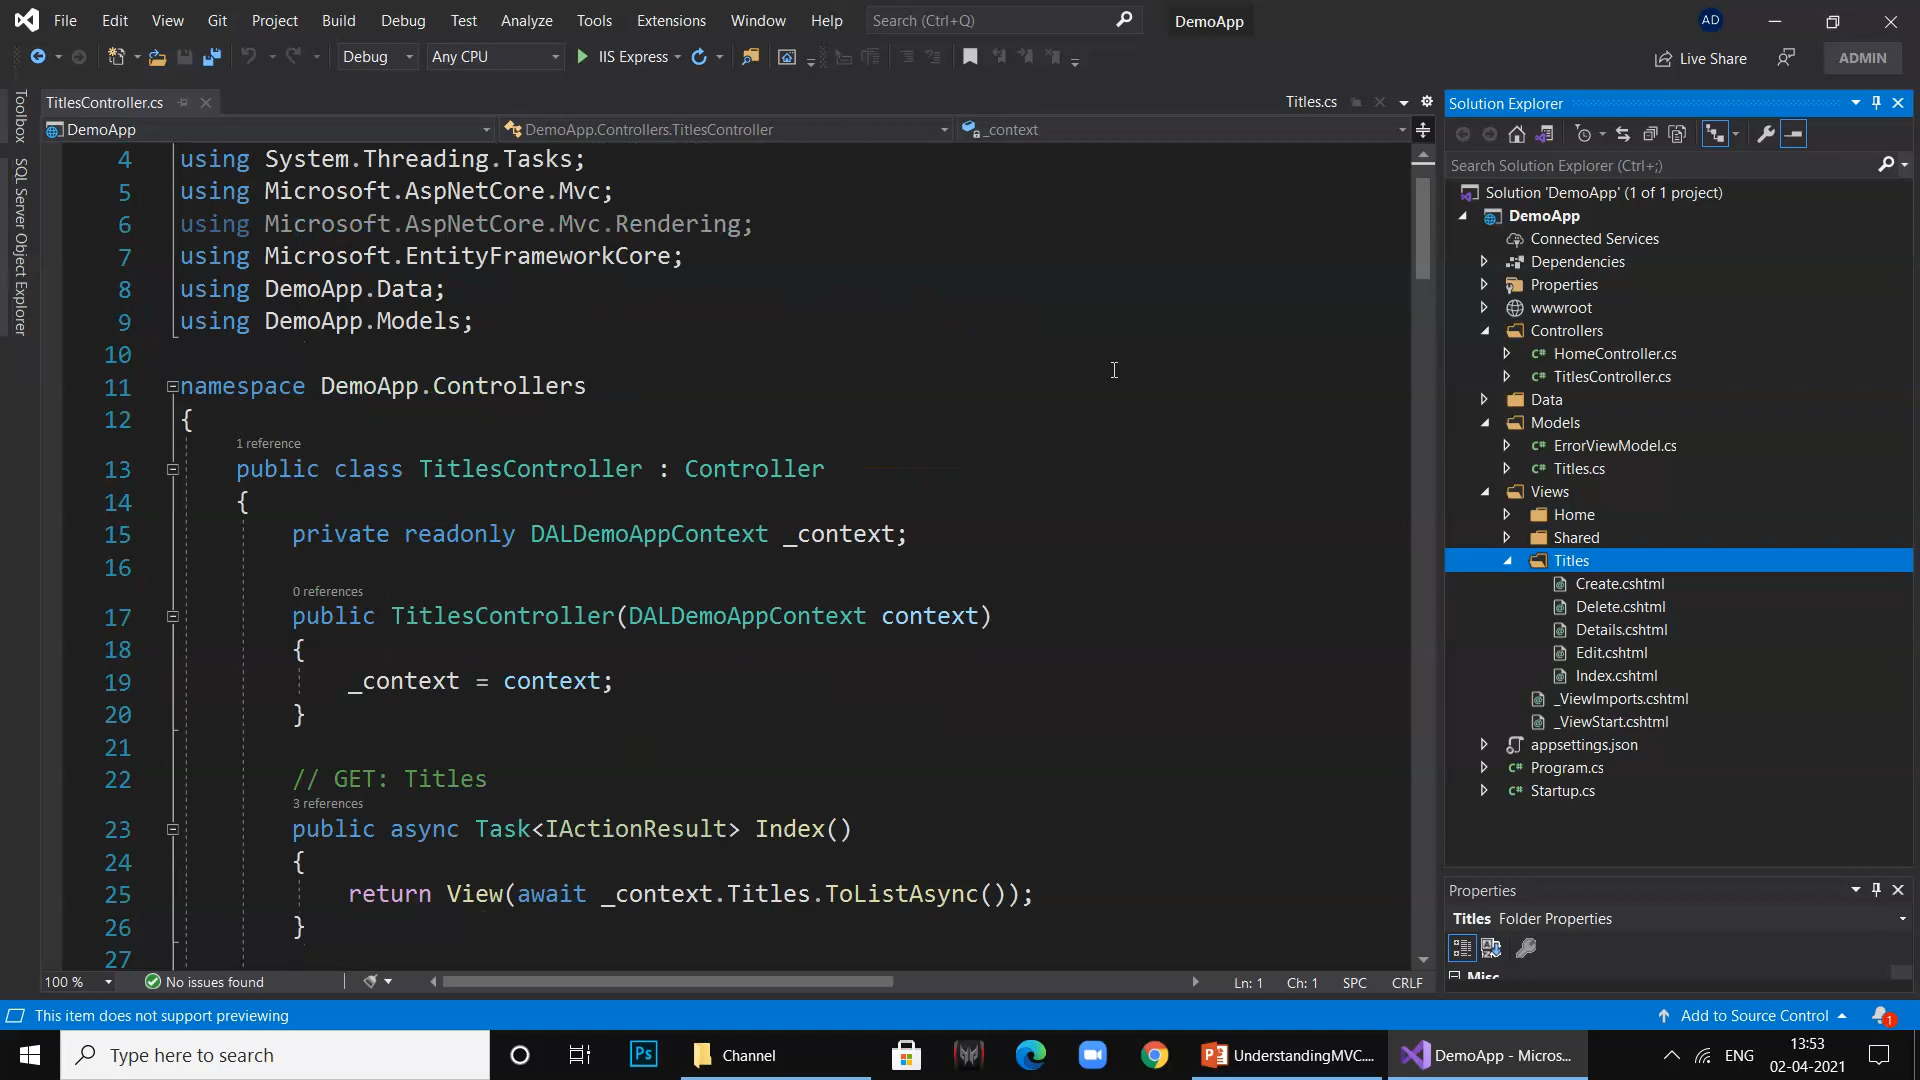 File Edit View Git Project Build Debug Test Analyze Tools Extensions Window Help Search (Ctrl+Q) DemoApp AD
Debug Any CPU IIS Express Live Share ADMIN
Toolbox
SQL Server Object Explorer
TitlesController.cs Titles.cs
DemoApp DemoApp.Controllers.TitlesController _context
4 using System.Threading.Tasks;
5 using Microsoft.AspNetCore.Mvc;
6 using Microsoft.AspNetCore.Mvc.Rendering;
7 using Microsoft.EntityFrameworkCore;
8 using DemoApp.Data;
9 using DemoApp.Models;
10
11 namespace DemoApp.Controllers
12 {
1 reference
13 public class TitlesController : Controller
14 {
15 private readonly DALDemoAppContext _context;
16
0 references
17 public TitlesController(DALDemoAppContext context)
18 {
19 _context = context;
20 }
21
22 // GET: Titles
3 references
23 public async Task<IActionResult> Index()
24 {
25 return View(await _context.Titles.ToListAsync());
26 }
27
100 % No issues found Ln: 1 Ch: 1 SPC CRLF
Solution Explorer
Search Solution Explorer (Ctrl+;)
Solution 'DemoApp' (1 of 1 project)
DemoApp
Connected Services
Dependencies
Properties
wwwroot
Controllers
C# HomeController.cs
C# TitlesController.cs
Data
Models
C# ErrorViewModel.cs
C# Titles.cs
Views
Home
Shared
Titles
Create.cshtml
Delete.cshtml
Details.cshtml
Edit.cshtml
Index.cshtml
_ViewImports.cshtml
_ViewStart.cshtml
appsettings.json
C# Program.cs
C# Startup.cs
Properties
Titles Folder Properties
Misc
This item does not support previewing Add to Source Control 1
Type here to search Ps Channel UnderstandingMVC.... DemoApp - Micros... ENG 13:53
02-04-2021